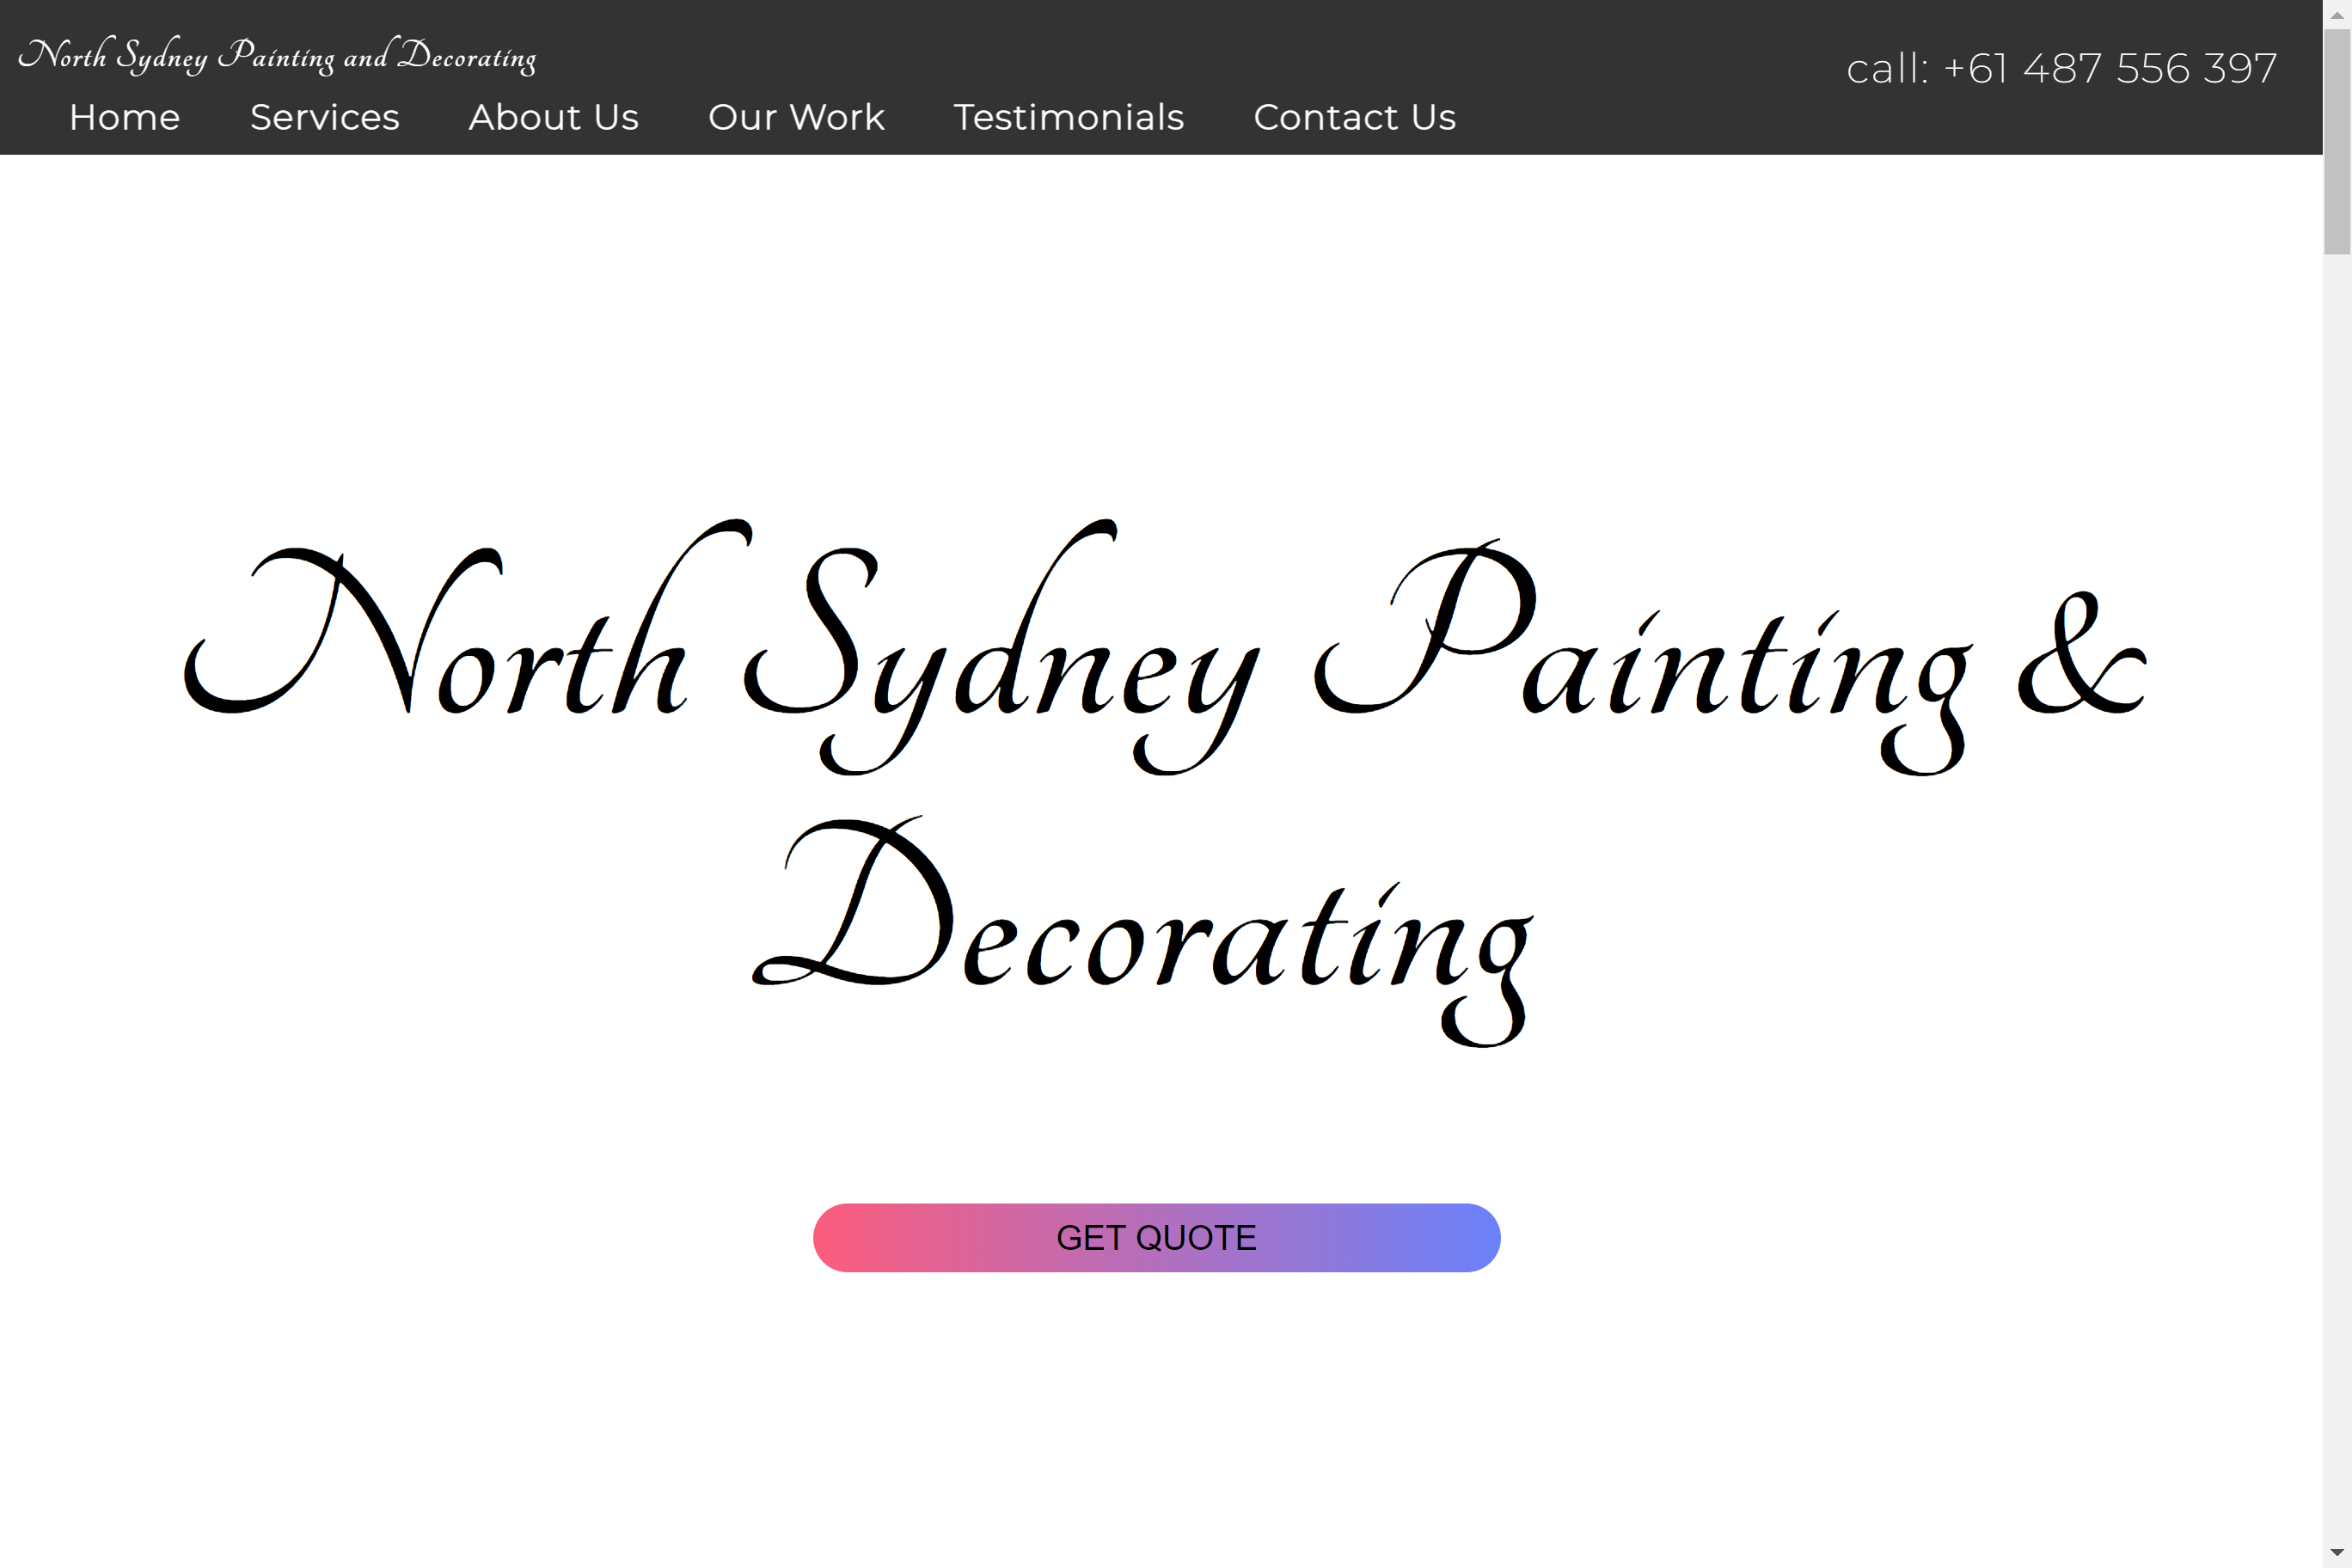 North Sydney Painting and Decorating
call: +61 487 556 397
Home Services About Us Our Work Testimonials Contact Us
North Sydney Painting &
Decorating
GET QUOTE